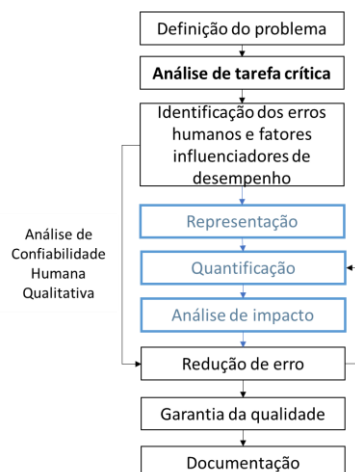 Definição do problema
Análise de tarefa crítica
Identificação dos erros
humanos e fatores
influenciadores de
desempenho
Representação
Análise de
Confiabilidade
Humana
Qualitativa
Quantificação
Análise de impacto
Redução de erro
Garantia da qualidade
Documentação